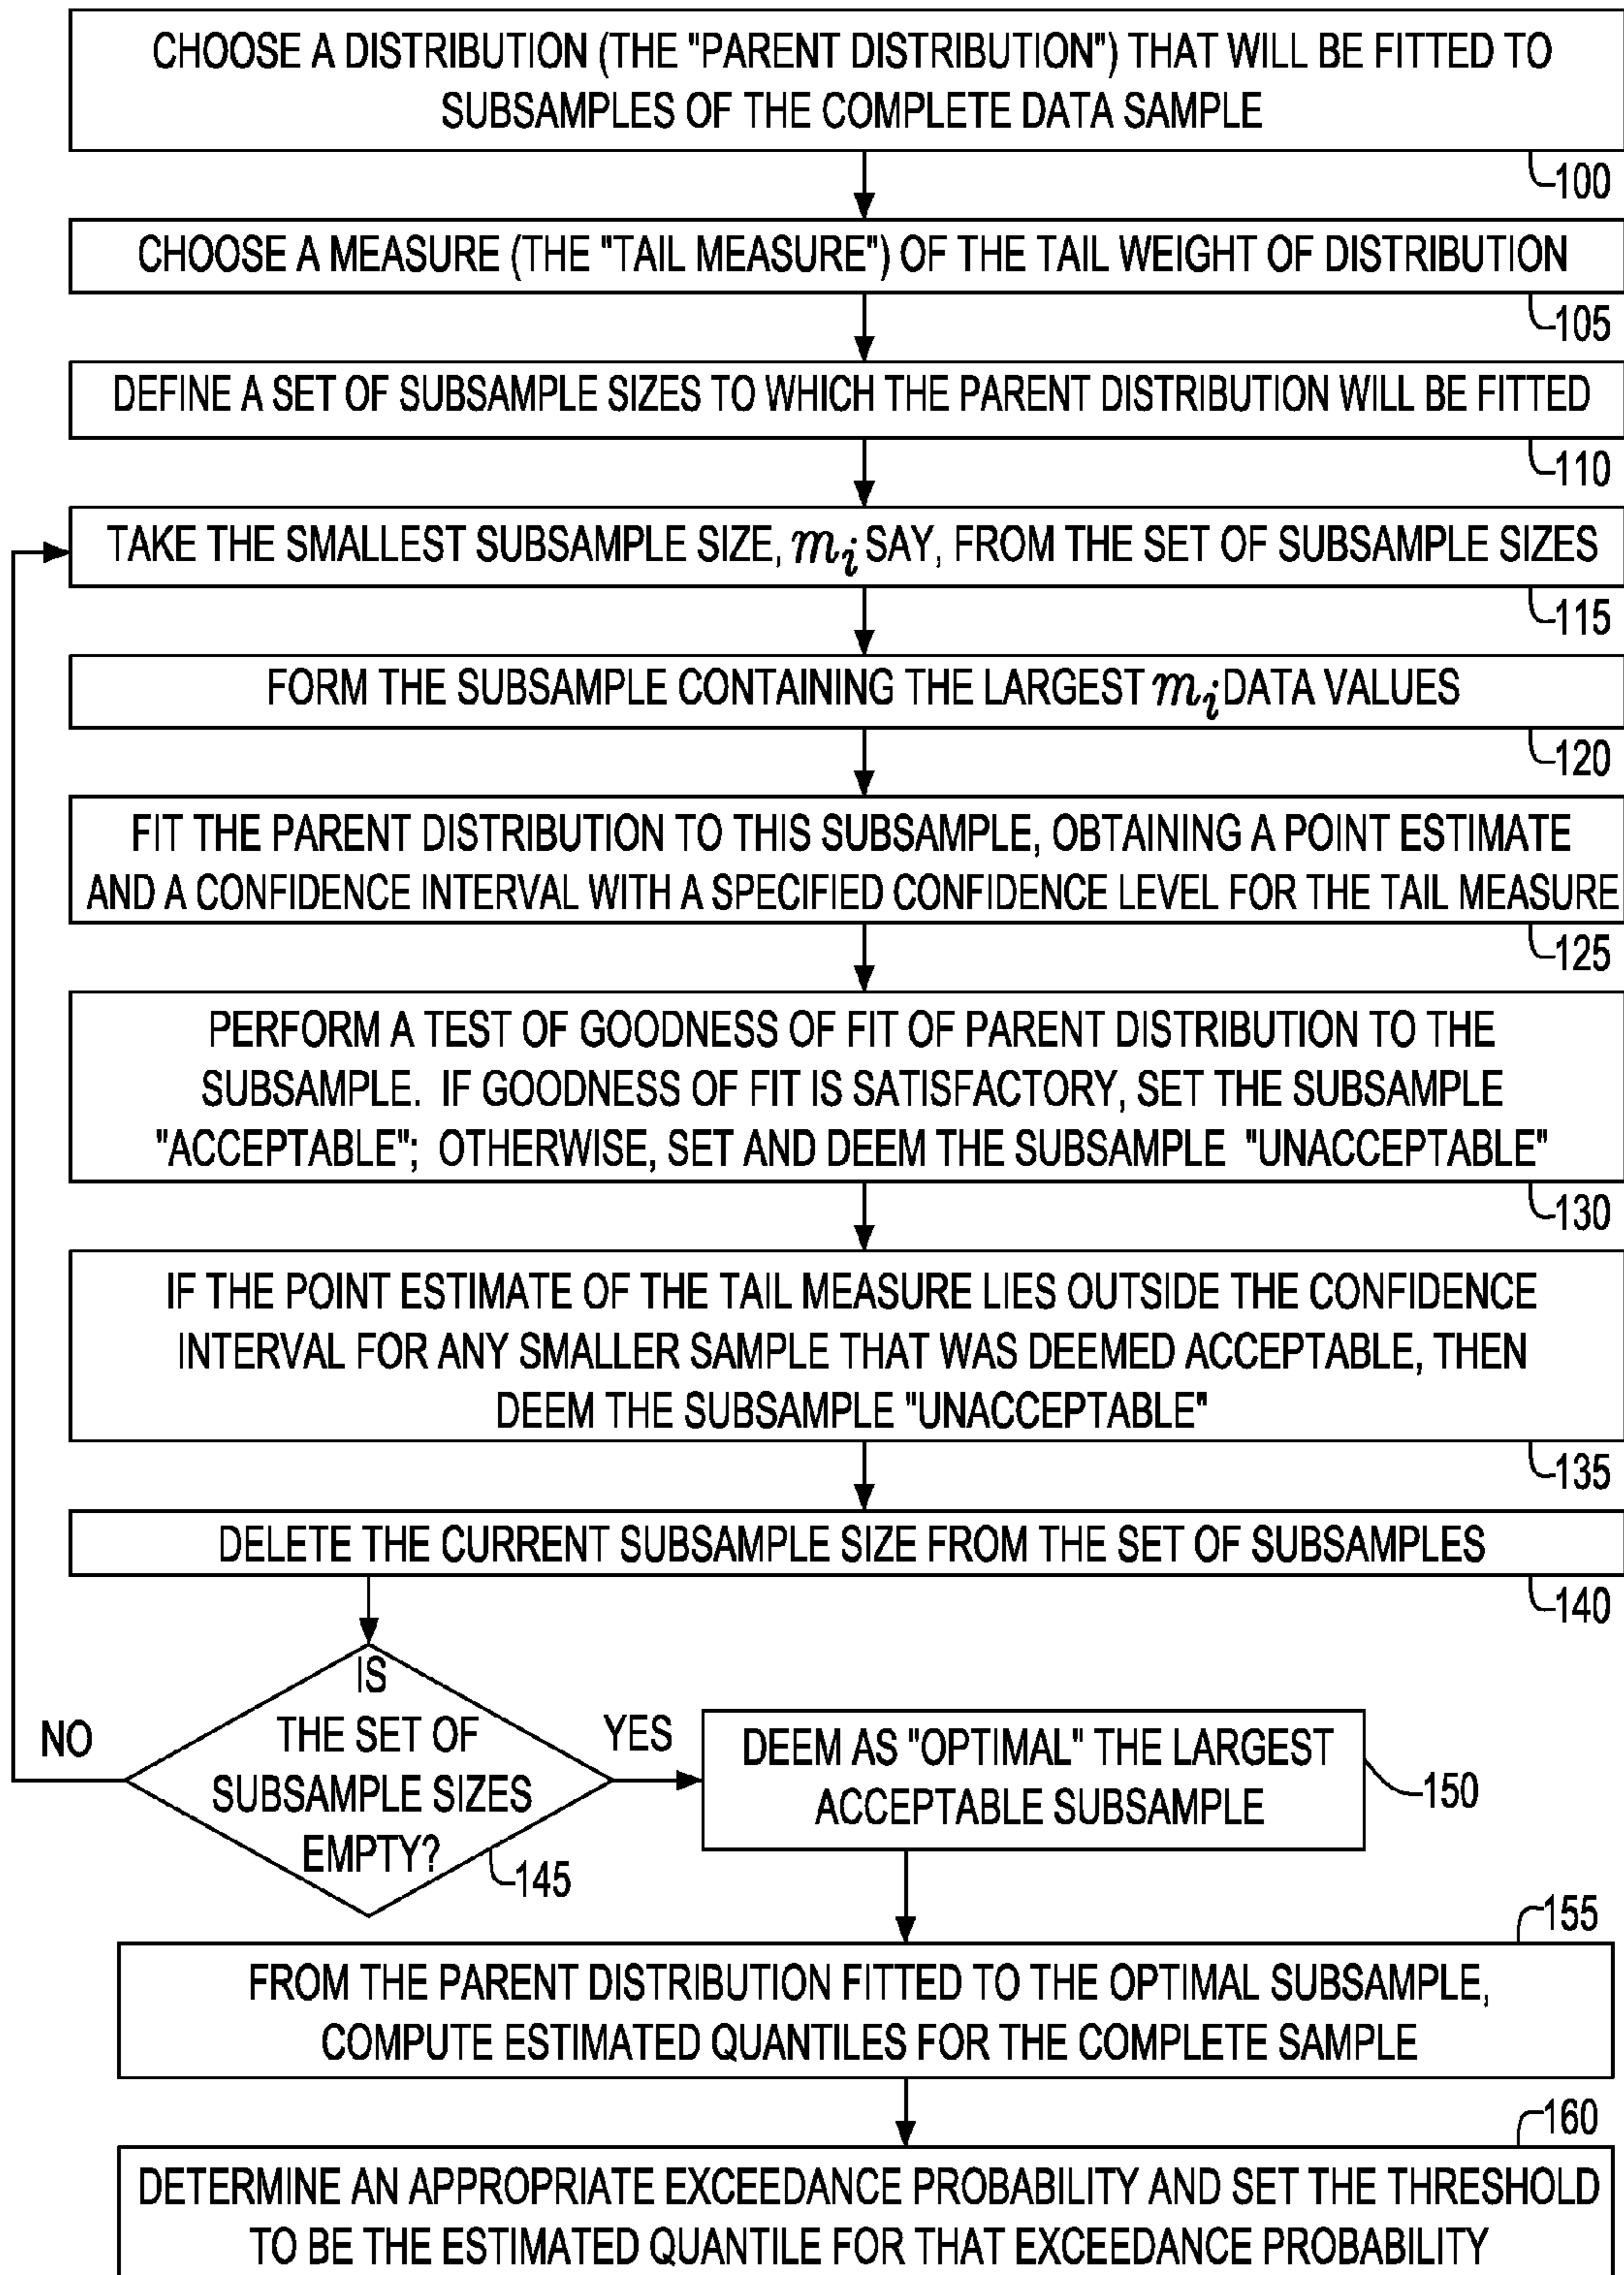 CHOOSE A DISTRIBUTION (THE "PARENT DISTRIBUTION") THAT WILL BE FITTED TO
SUBSAMPLES OF THE COMPLETE DATA SAMPLE
100
CHOOSE A MEASURE (THE "TAIL MEASURE") OF THE TAIL WEIGHT OF DISTRIBUTION
105
DEFINE A SET OF SUBSAMPLE SIZES TO WHICH THE PARENT DISTRIBUTION WILL BE FITTED
110
TAKE THE SMALLEST SUBSAMPLE SIZE, mi SAY, FROM THE SET OF SUBSAMPLE SIZES
115
FORM THE SUBSAMPLE CONTAINING THE LARGEST mi DATA VALUES
120
FIT THE PARENT DISTRIBUTION TO THIS SUBSAMPLE, OBTAINING A POINT ESTIMATE
AND A CONFIDENCE INTERVAL WITH A SPECIFIED CONFIDENCE LEVEL FOR THE TAIL MEASURE
125
PERFORM A TEST OF GOODNESS OF FIT OF PARENT DISTRIBUTION TO THE
SUBSAMPLE. IF GOODNESS OF FIT IS SATISFACTORY, SET THE SUBSAMPLE
"ACCEPTABLE"; OTHERWISE, SET AND DEEM THE SUBSAMPLE "UNACCEPTABLE"
130
IF THE POINT ESTIMATE OF THE TAIL MEASURE LIES OUTSIDE THE CONFIDENCE
INTERVAL FOR ANY SMALLER SAMPLE THAT WAS DEEMED ACCEPTABLE, THEN
DEEM THE SUBSAMPLE "UNACCEPTABLE"
135
DELETE THE CURRENT SUBSAMPLE SIZE FROM THE SET OF SUBSAMPLES
140
IS
THE SET OF
SUBSAMPLE SIZES
EMPTY?
145
NO
YES
DEEM AS "OPTIMAL" THE LARGEST
ACCEPTABLE SUBSAMPLE
150
155
FROM THE PARENT DISTRIBUTION FITTED TO THE OPTIMAL SUBSAMPLE,
COMPUTE ESTIMATED QUANTILES FOR THE COMPLETE SAMPLE
160
DETERMINE AN APPROPRIATE EXCEEDANCE PROBABILITY AND SET THE THRESHOLD
TO BE THE ESTIMATED QUANTILE FOR THAT EXCEEDANCE PROBABILITY